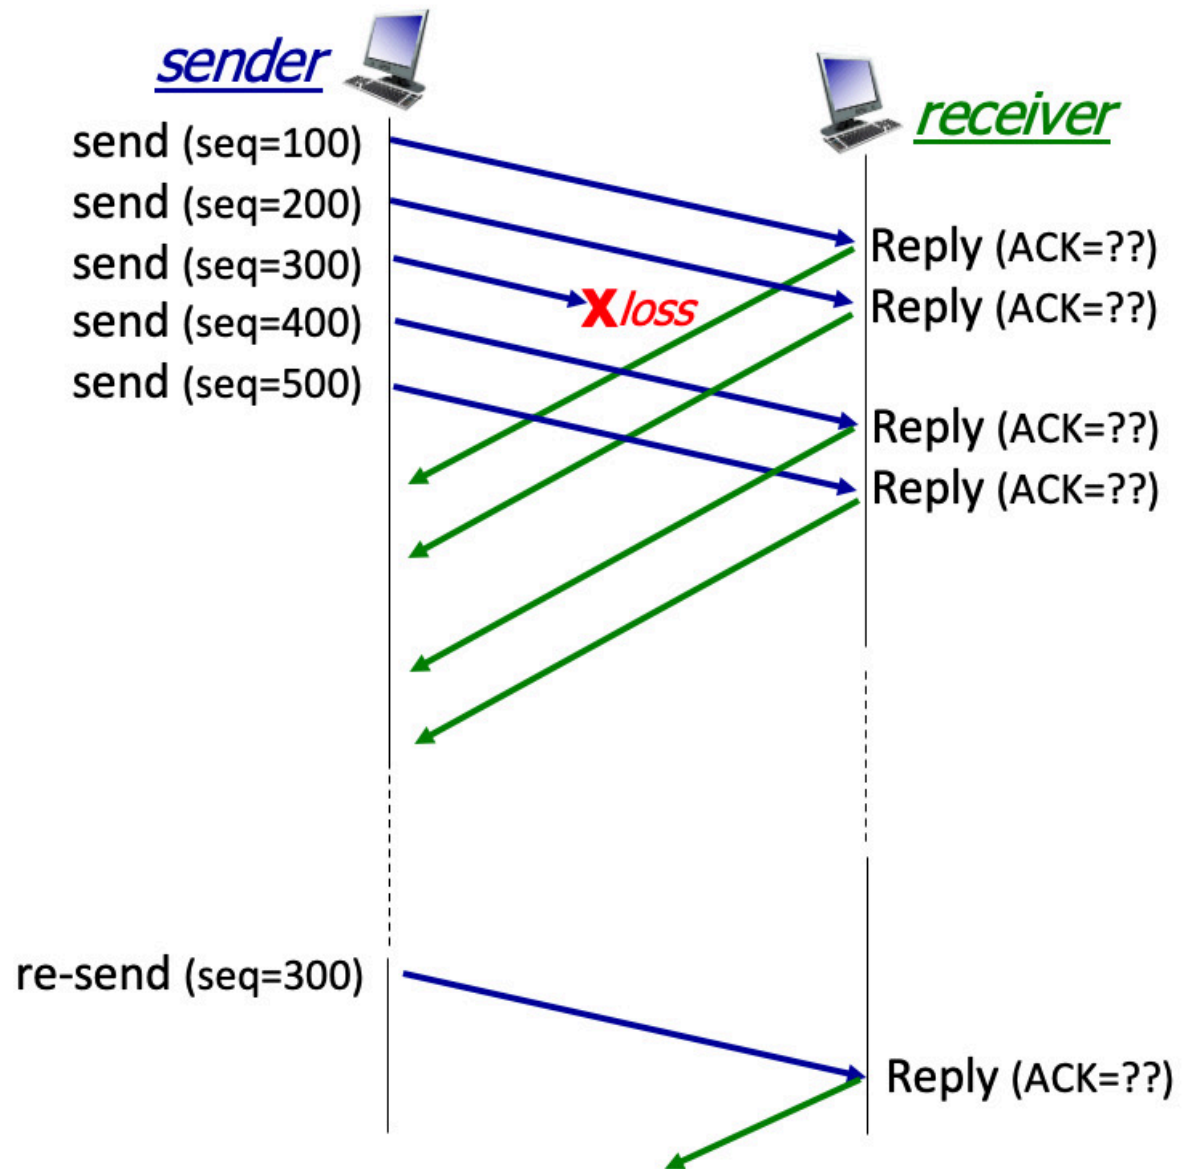 sender
receiver
send (seq=100)
send (seq=200)
send (seq=300)
send (seq=400)
send (seq=500)
X loss
Reply (ACK=??)
Reply (ACK=??)
Reply (ACK=??)
Reply (ACK=??)
re-send (seq=300)
Reply (ACK=??)